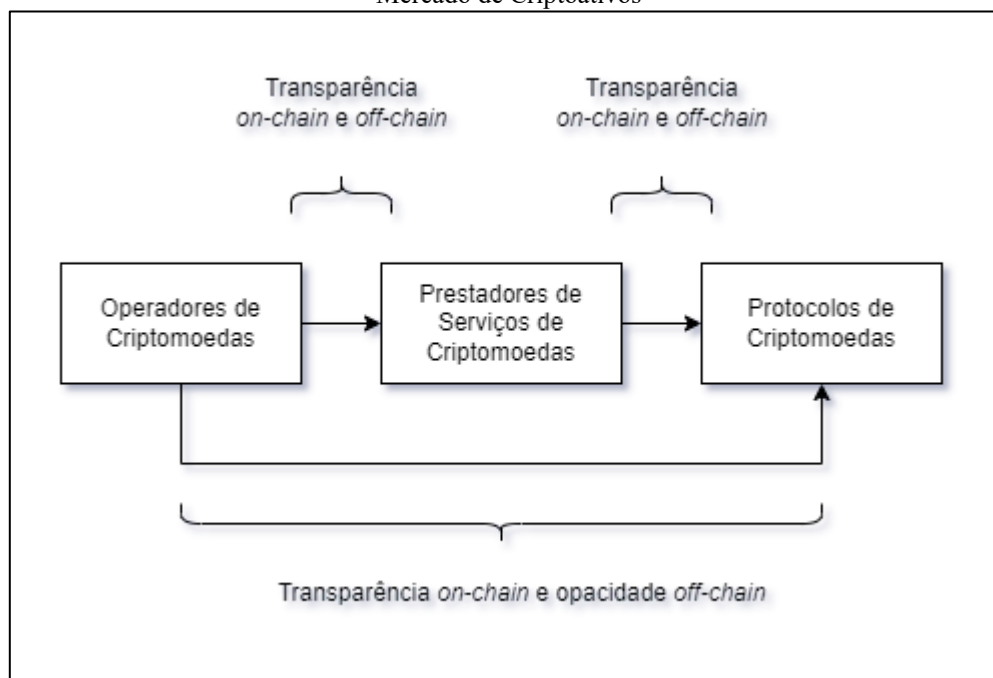 Mercado de Criptoativos
Transparência
on-chain e off-chain
Transparência
on-chain e off-chain
Operadores de
Criptomoedas
Prestadores de
Serviços de
Criptomoedas
Protocolos de
Criptomoedas
Transparência on-chain e opacidade off-chain